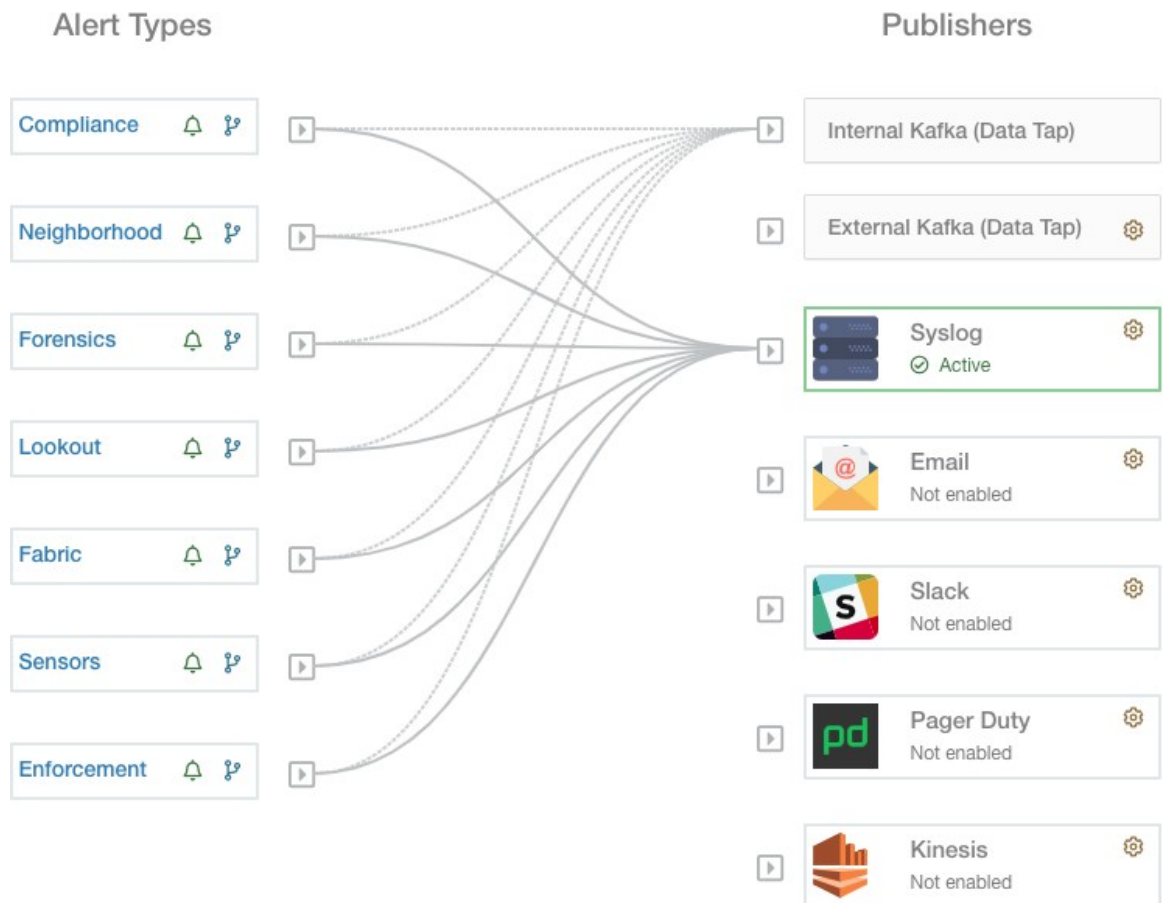 Alert Types
Publishers
Compliance
Neighborhood
Forensics
Lookout
Fabric
Sensors
Enforcement
Internal Kafka (Data Tap)
External Kafka (Data Tap)
Syslog
Active
@
Email
Not enabled
S
Slack
Not enabled
pd
Pager Duty
Not enabled
Kinesis
Not enabled